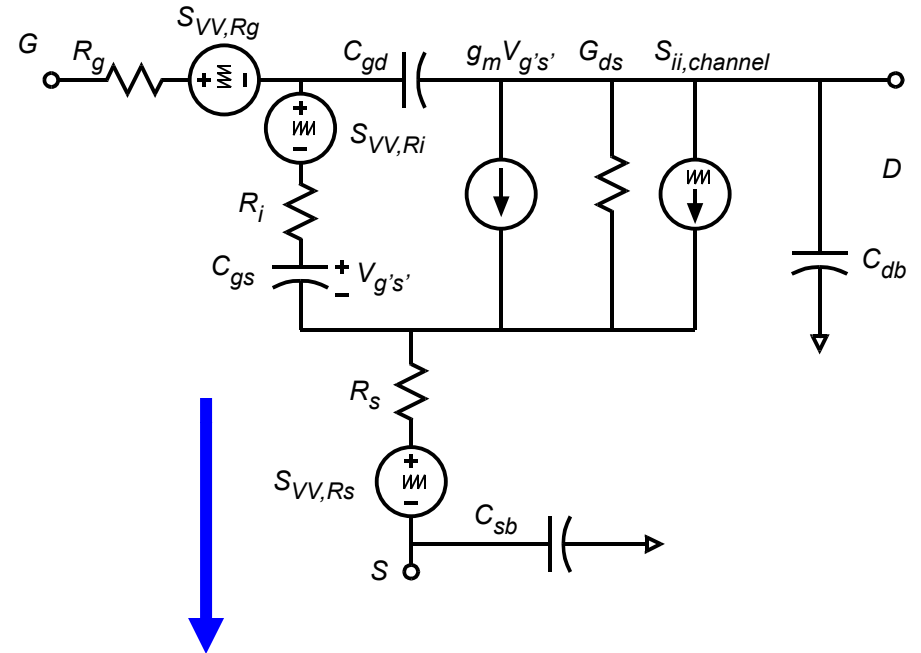 S_VV,Rg
G
R_g
C_gd
g_mV_g's'
G_ds
S_ii,channel
+ -
+
-
S_VV,Ri
D
R_i
C_gs
+
-
V_g's'
C_db
R_s
+
-
S_VV,Rs
C_sb
S